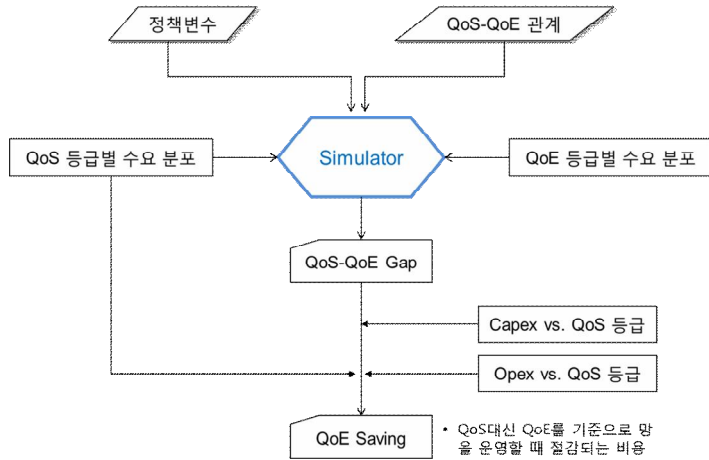 정책변수
QoS-QoE 관계
QoS 등급별 수요 분포
Simulator
QoE 등급별 수요 분포
QoS-QoE Gap
Capex vs. QoS 등급
Opex vs. QoS 등급
QoE Saving
• QoS대신 QoE를 기준으로 망
을 운영할 때 절감되는 비용